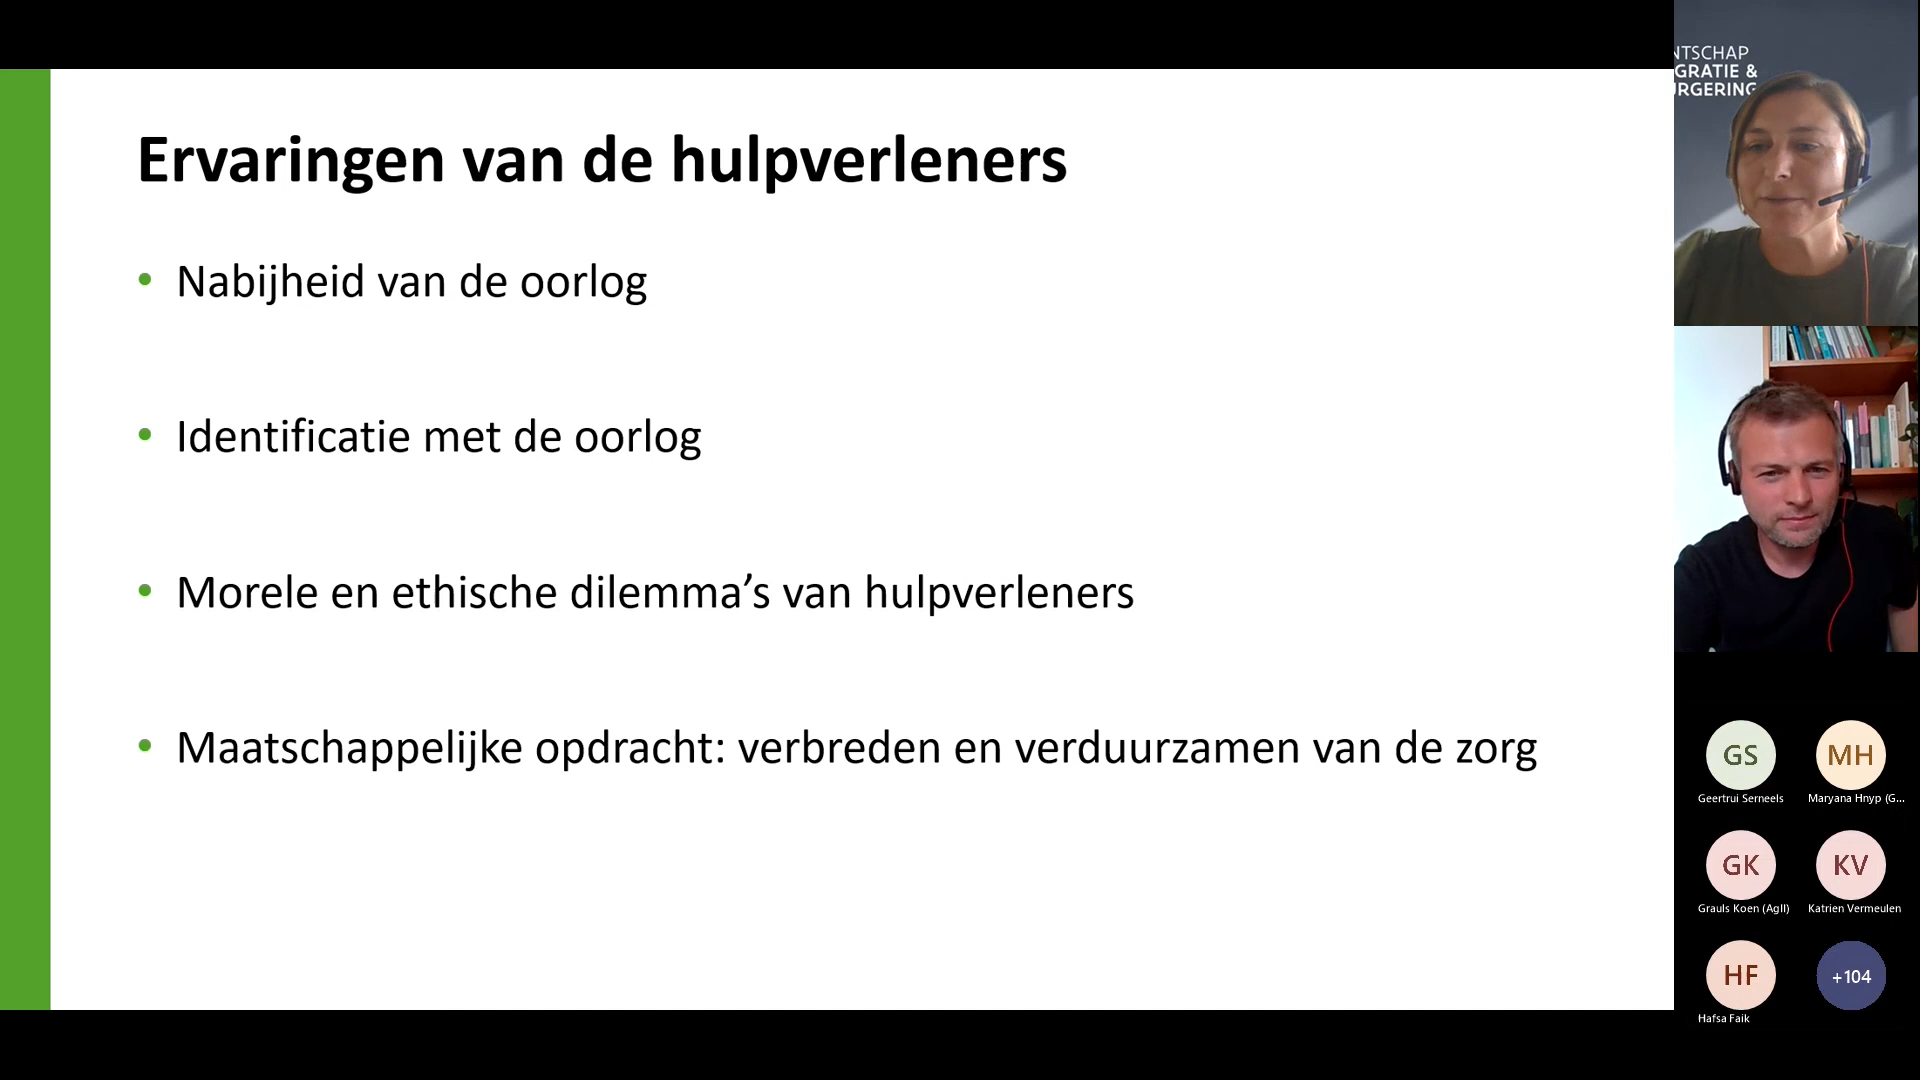 Ervaringen van de hulpverleners
• Nabijheid van de oorlog
• Identificatie met de oorlog
• Morele en ethische dilemma’s van hulpverleners
• Maatschappelijke opdracht: verbreden en verduurzamen van de zorg
NTSCHAP
GRATIE &
URGERING
GS
MH
Geertrui Serneels
Maryana Hnyp (G...
GK
KV
Grauls Koen (AgII)
Katrien Vermeulen
HF
+104
Hafsa Faik